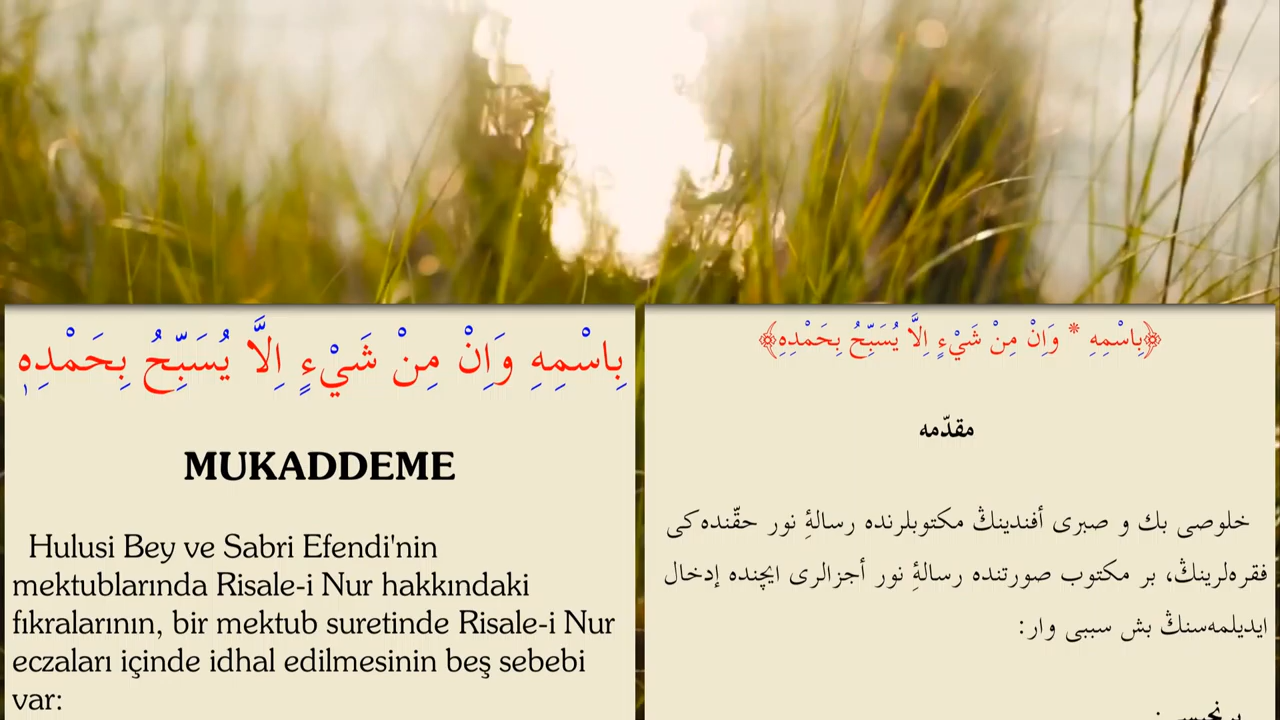 بِاسْمِهِ وَاِنْ مِنْ شَيْءٍ اِلَّا يُسَبِّحُ بِحَمْدِهٖ
MUKADDEME
Hulusi Bey ve Sabri Efendi'nin
mektublarında Risale-i Nur hakkındaki
fıkralarının, bir mektub suretinde Risale-i Nur
eczaları içinde idhal edilmesinin beş sebebi
var:
﴿بِاسْمِهِ * وَاِنْ مِنْ شَيْءٍ اِلَّا يُسَبِّحُ بِحَمْدِهِ﴾
مقدّمه
خلوصى بك و صبرى أفندينڭ مكتوبلرنده رسالۀِ نور حقّنده‌كى
فقره‌لرينڭ، بر مكتوب صورتنده رسالۀِ نور أجزالرى ايچنده إدخال
ايديلمه‌سنڭ بش سببى وار: